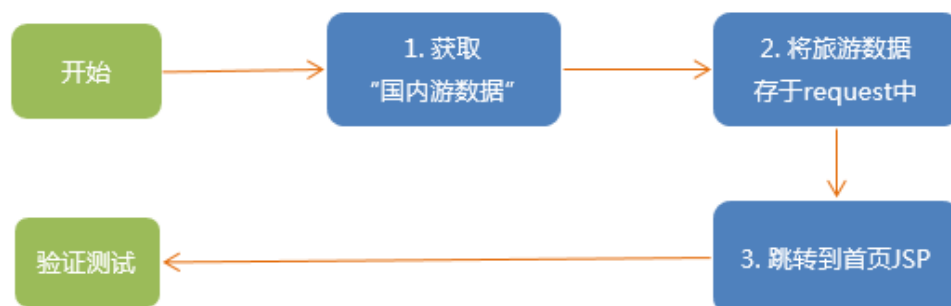 开始
1. 获取
“国内游数据”
2. 将旅游数据
存于request中
3. 跳转到首页JSP
验证测试